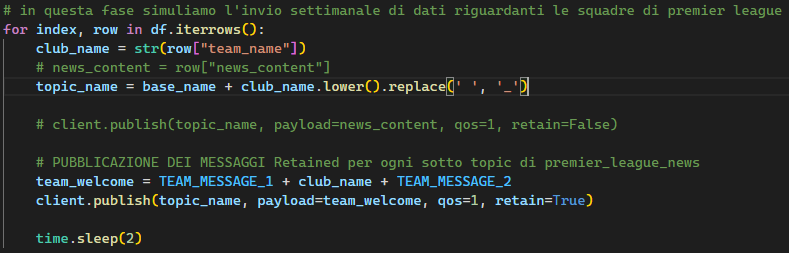 # in questa fase simuliamo l'invio settimanale di dati riguardanti le squadre di premier league
for index, row in df.iterrows():
    club_name = str(row["team_name"])
    # news_content = row["news_content"]
    topic_name = base_name + club_name.lower().replace(' ', '_')

    # client.publish(topic_name, payload=news_content, qos=1, retain=False)

    # PUBBLICAZIONE DEI MESSAGGI Retained per ogni sotto topic di premier_league_news
    team_welcome = TEAM_MESSAGE_1 + club_name + TEAM_MESSAGE_2
    client.publish(topic_name, payload=team_welcome, qos=1, retain=True)

    time.sleep(2)